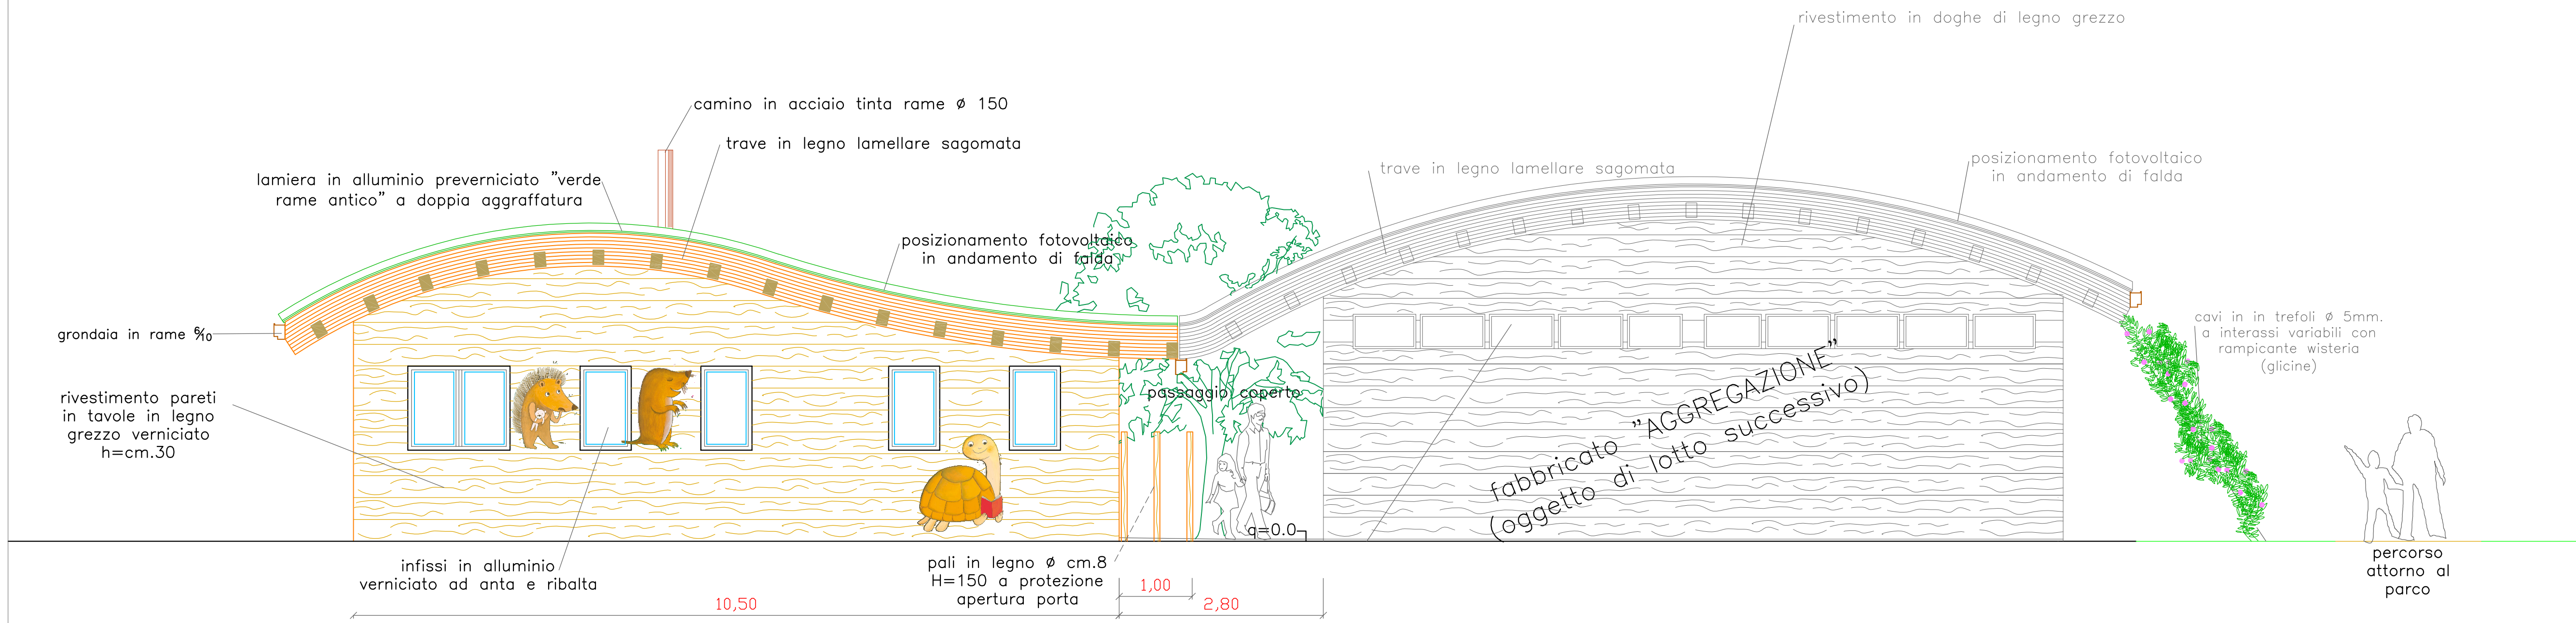 rivestimento in doghe di legno grezzo
camino in acciaio tinta rame ø 150
trave in legno lamellare sagomata
lamiera in alluminio preverniciato "verde
rame antico" a doppia aggraffatura
posizionamento fotovoltaico
in andamento di falda
trave in legno lamellare sagomata
posizionamento fotovoltaico
in andamento di falda
grondaia in rame 6/10
cavi in in trefoli ø 5mm.
a interassi variabili con
rampicante wisteria
(glicine)
rivestimento pareti
in tavole in legno
grezzo verniciato
h=cm.30
passaggio coperto
fabbricato "AGGREGAZIONE"
(oggetto di lotto successivo)
q=0.0
infissi in alluminio
verniciato ad anta e ribalta
pali in legno ø cm.8
H=150 a protezione
apertura porta
percorso
attorno al
parco
1,00
10,50
2,80